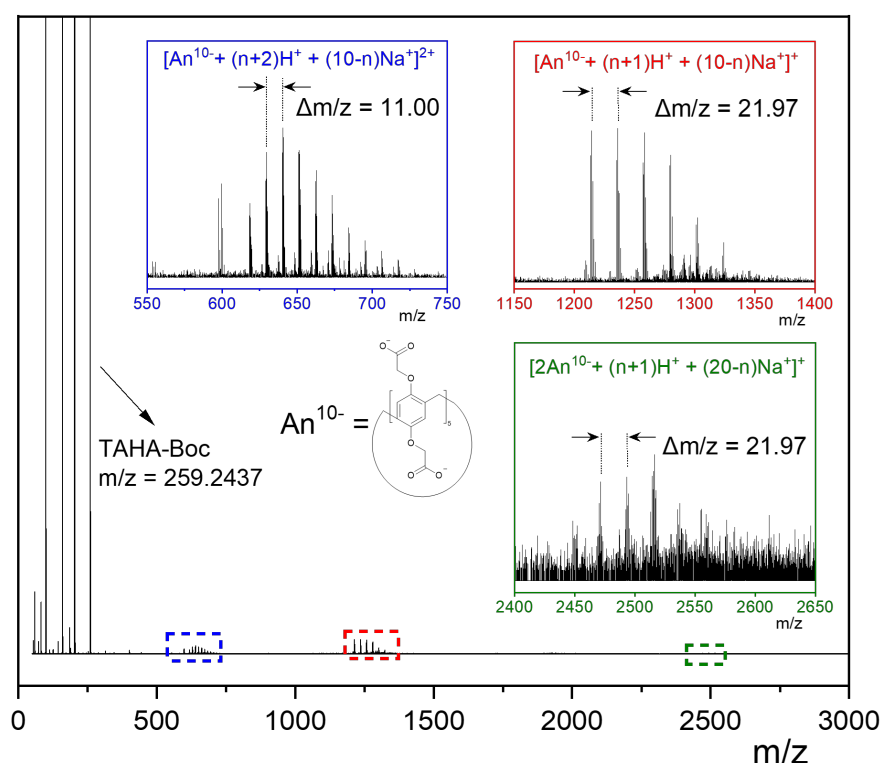 [An¹⁰⁻+ (n+2)H⁺ + (10-n)Na⁺]²⁺
Δm/z = 11.00
550 600 650 700 750
m/z
[An¹⁰⁻+ (n+1)H⁺ + (10-n)Na⁺]⁺
Δm/z = 21.97
1150 1200 1250 1300 1350 1400
m/z
TAHA-Boc
m/z = 259.2437
An¹⁰⁻ =
O⁻ O
O
5
O
O O⁻
[2An¹⁰⁻+ (n+1)H⁺ + (20-n)Na⁺]⁺
Δm/z = 21.97
2400 2450 2500 2550 2600 2650
m/z
0 500 1000 1500 2000 2500 3000
m/z